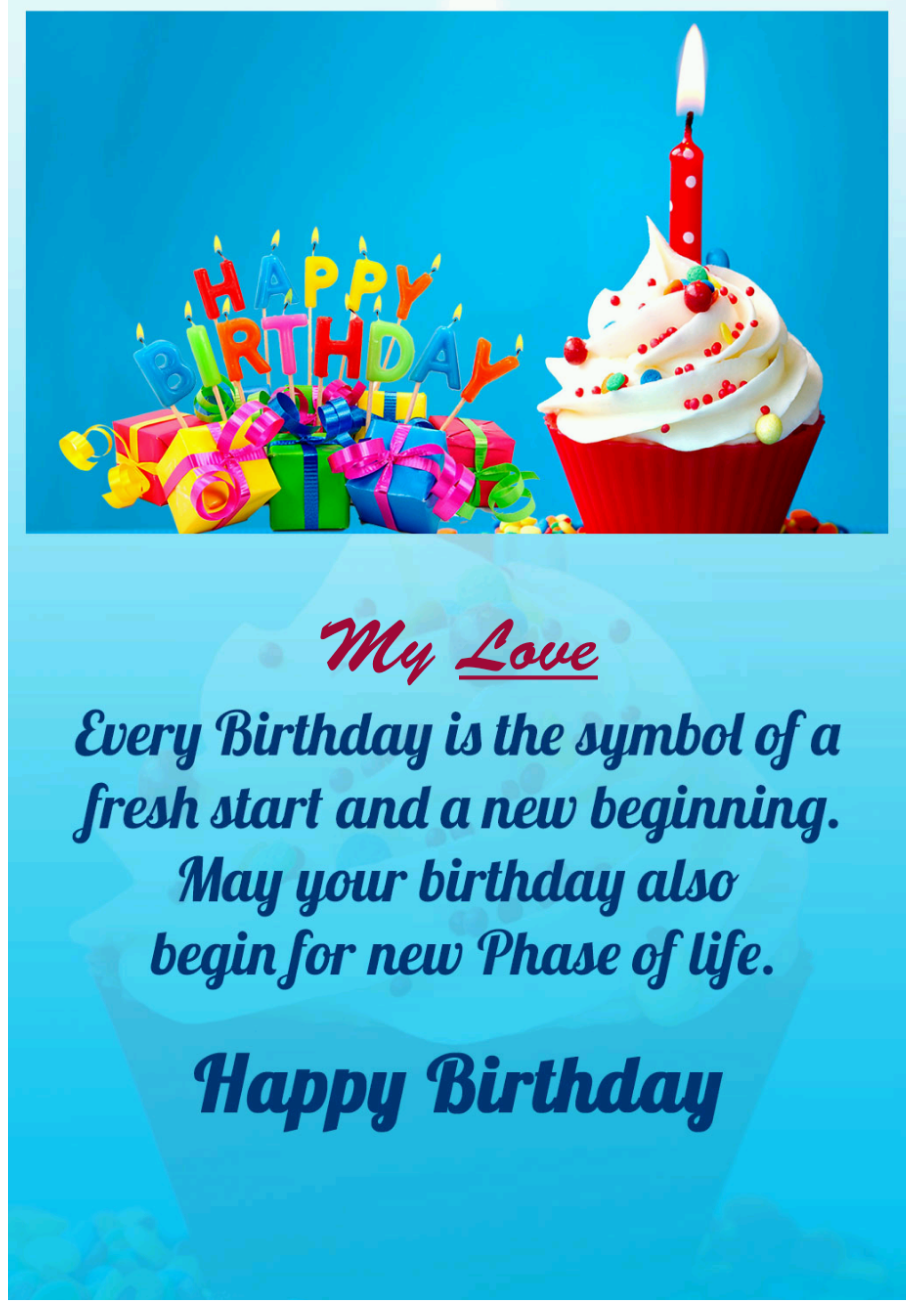 HAPPY
BIRTHDAY
My Love
Every Birthday is the symbol of a
fresh start and a new beginning.
May your birthday also
begin for new Phase of life.
Happy Birthday